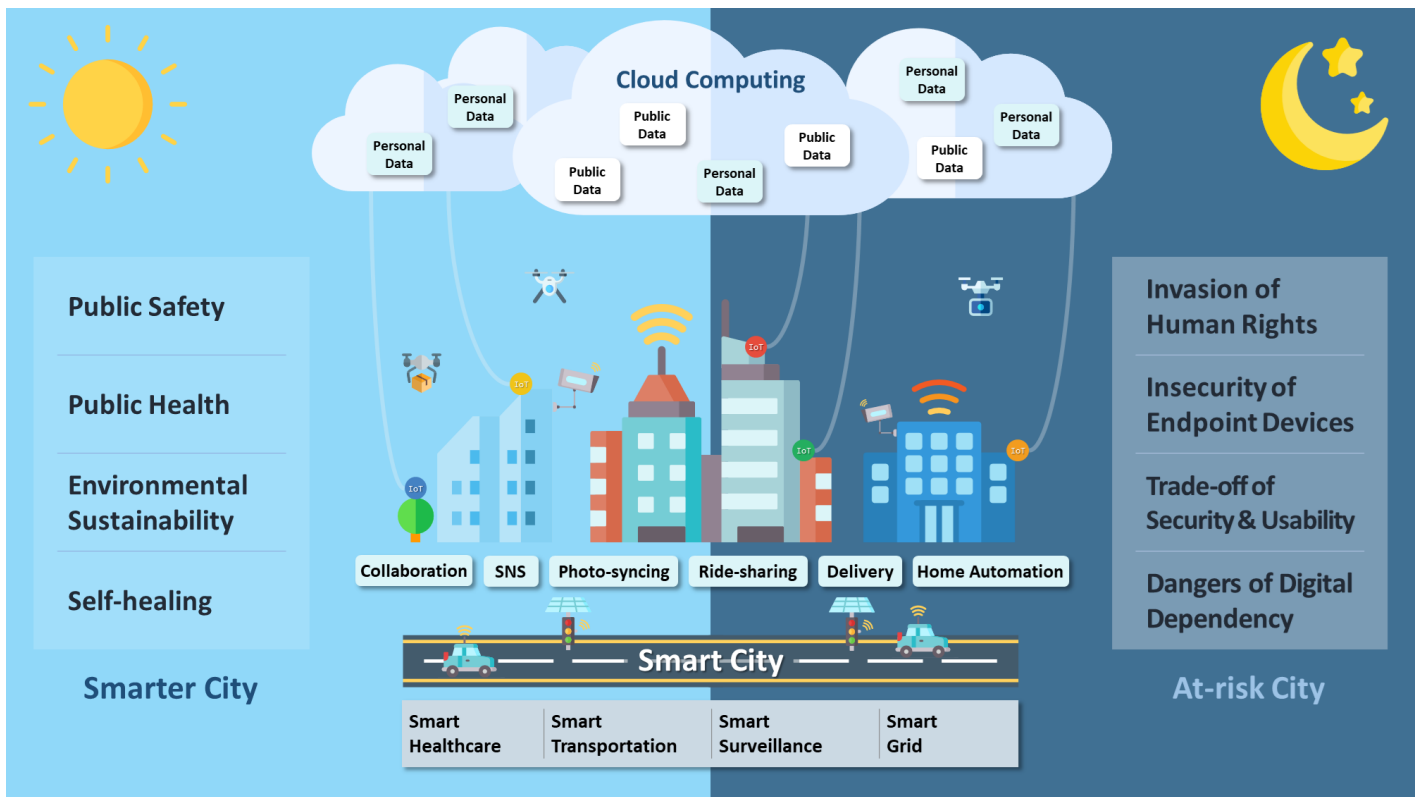 Cloud Computing
Personal
Data
Personal
Data
Public
Data
Public
Data
Personal
Data
Public
Data
Personal
Data
Personal
Data
Public
Data
Public Safety
Public Health
Environmental
Sustainability
Self-healing
Smarter City
IoT
IoT
IoT
IoT
IoT
Collaboration
SNS
Photo-syncing
Ride-sharing
Delivery
Home Automation
Smart City
Smart
Healthcare
Smart
Transportation
Smart
Surveillance
Smart
Grid
Invasion of
Human Rights
Insecurity of
Endpoint Devices
Trade-off of
Security & Usability
Dangers of Digital
Dependency
At-risk City